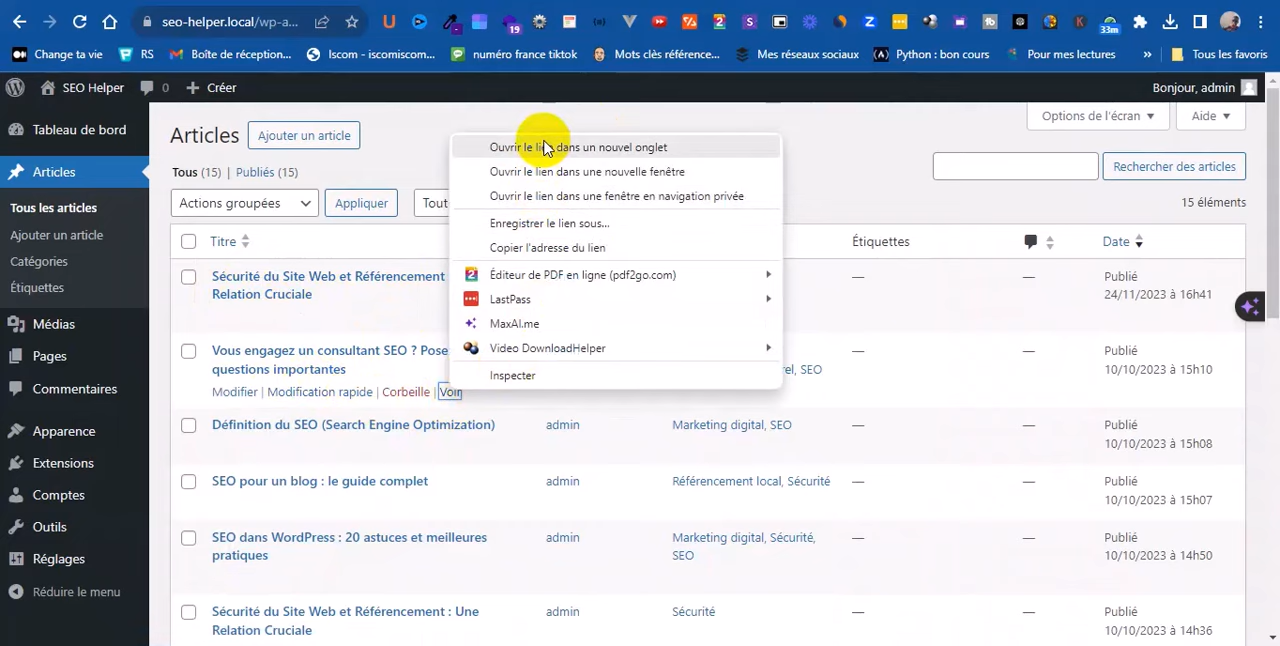 seo-helper.local/wp-a...
19
33m
Change ta vie
RS
Boîte de réception...
Iscom — iscomiscom...
numéro france tiktok
Mots clés référence...
Mes réseaux sociaux
Python : bon cours
Pour mes lectures
»
Tous les favoris
SEO Helper
0
Créer
Bonjour, admin
Tableau de bord
Articles
Tous les articles
Ajouter un article
Catégories
Étiquettes
Médias
Pages
Commentaires
Apparence
Extensions
Comptes
Outils
Réglages
Réduire le menu
Options de l'écran
Aide
Articles
Ajouter un article
Tous (15) | Publiés (15)
Rechercher des articles
Actions groupées
Appliquer
Tout
15 éléments
Titre
Étiquettes
Date
Sécurité du Site Web et Référencement
Relation Cruciale
—
—
Publié
24/11/2023 à 16h41
Vous engagez un consultant SEO ? Pose
questions importantes
Modifier | Modification rapide | Corbeille | Voir
rel, SEO
—
—
Publié
10/10/2023 à 15h10
Définition du SEO (Search Engine Optimization)
admin
Marketing digital, SEO
—
—
Publié
10/10/2023 à 15h08
SEO pour un blog : le guide complet
admin
Référencement local, Sécurité
—
—
Publié
10/10/2023 à 15h07
SEO dans WordPress : 20 astuces et meilleures
pratiques
admin
Marketing digital, Sécurité,
SEO
—
—
Publié
10/10/2023 à 14h50
Sécurité du Site Web et Référencement : Une
Relation Cruciale
admin
Sécurité
—
—
Publié
10/10/2023 à 14h36
Ouvrir le lien dans un nouvel onglet
Ouvrir le lien dans une nouvelle fenêtre
Ouvrir le lien dans une fenêtre en navigation privée
Enregistrer le lien sous...
Copier l'adresse du lien
Éditeur de PDF en ligne (pdf2go.com)
LastPass
MaxAI.me
Video DownloadHelper
Inspecter